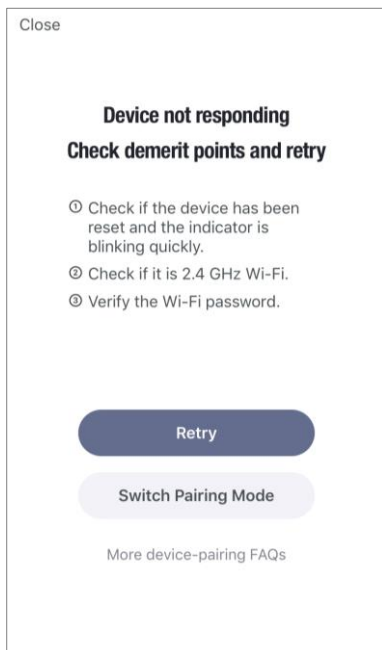 Close
Device not responding
Check demerit points and retry
① Check if the device has been
reset and the indicator is
blinking quickly.
② Check if it is 2.4 GHz Wi-Fi.
③ Verify the Wi-Fi password.
Retry
Switch Pairing Mode
More device-pairing FAQs